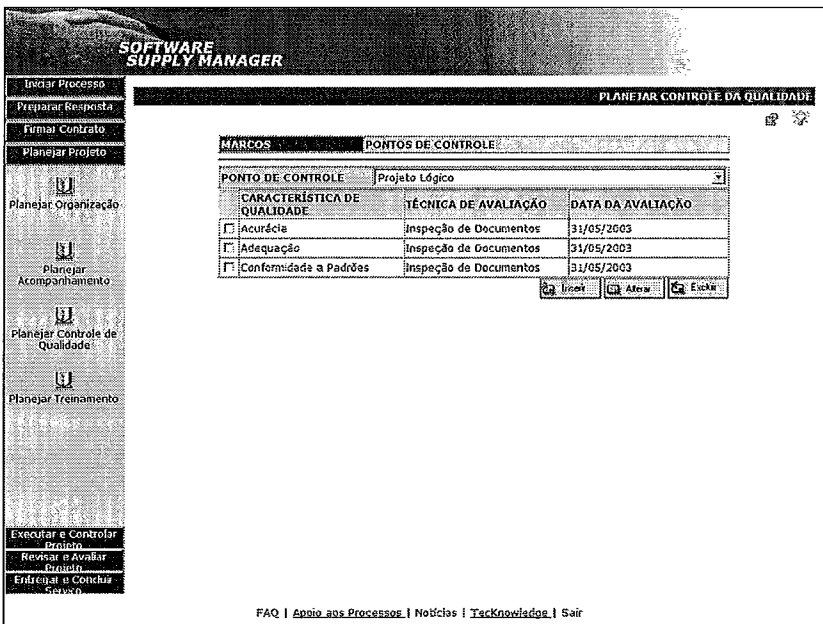 SOFTWARE
SUPPLY MANAGER
Iniciar Processo
Preparar Resposta
Firmar Contrato
Planejar Projeto
Planejar Organização
Planejar
Acompanhamento
Planejar Controle de
Qualidade
Planejar Treinamento
Executar e Controlar
Projeto
Revisar e Avaliar
Projeto
Entregar e Concluir
Serviço
PLANEJAR CONTROLE DA QUALIDADE
MARCOS PONTOS DE CONTROLE
PONTO DE CONTROLE Projeto Lógico
CARACTERÍSTICA DE
QUALIDADE TÉCNICA DE AVALIAÇÃO DATA DA AVALIAÇÃO
Acurácia Inspeção de Documentos 31/05/2003
Adequação Inspeção de Documentos 31/05/2003
Conformidade a Padrões Inspeção de Documentos 31/05/2003
Inserir Alterar Excluir
FAQ | Apoio aos Processos | Notícias | TecKnowledge | Sair